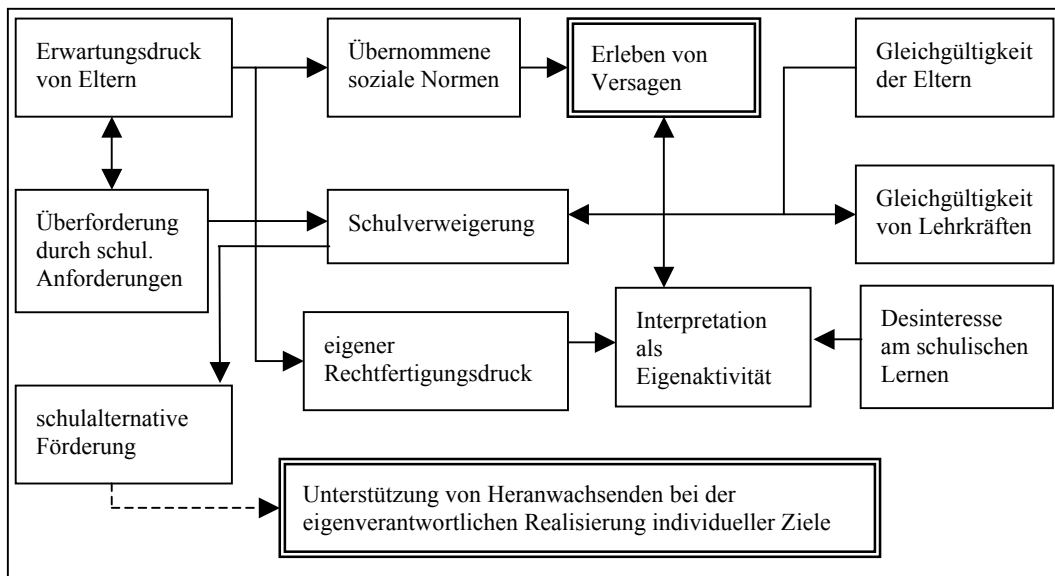 Erwartungsdruck
von Eltern
Übernommene
soziale Normen
Erleben von
Versagen
Gleichgültigkeit
der Eltern
Überforderung
durch schul.
Anforderungen
Schulverweigerung
Gleichgültigkeit
von Lehrkräften
eigener
Rechtfertigungsdruck
Interpretation
als
Eigenaktivität
Desinteresse
am schulischen
Lernen
schulalternative
Förderung
Unterstützung von Heranwachsenden bei der
eigenverantwortlichen Realisierung individueller Ziele